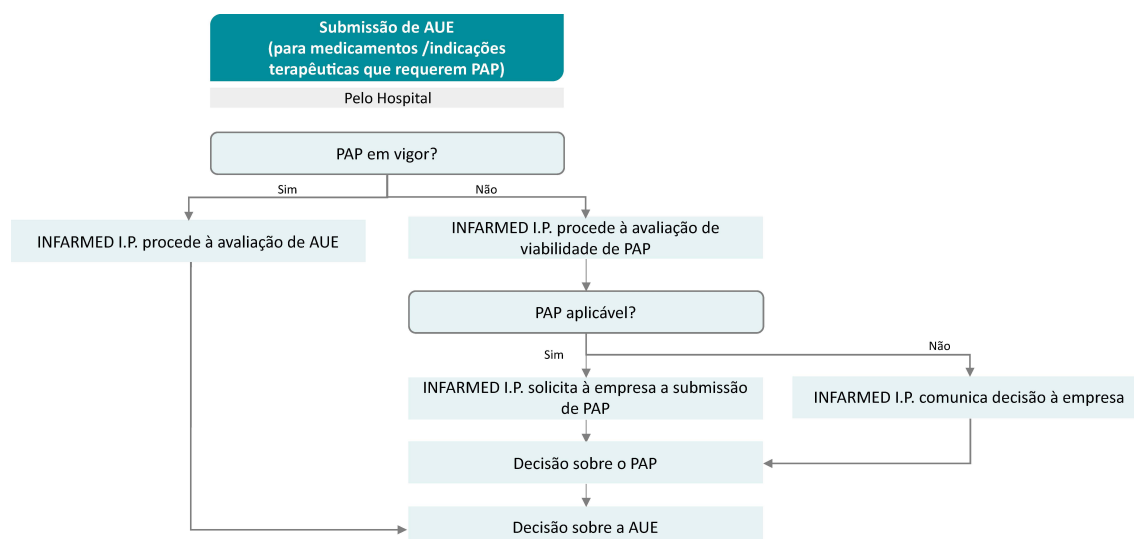 Submissão de AUE
(para medicamentos /indicações
terapêuticas que requerem PAP)
Pelo Hospital
PAP em vigor?
Sim
Não
INFARMED I.P. procede à avaliação de AUE
INFARMED I.P. procede à avaliação de
viabilidade de PAP
PAP aplicável?
Sim
Não
INFARMED I.P. solicita à empresa a submissão
de PAP
INFARMED I.P. comunica decisão à empresa
Decisão sobre o PAP
Decisão sobre a AUE